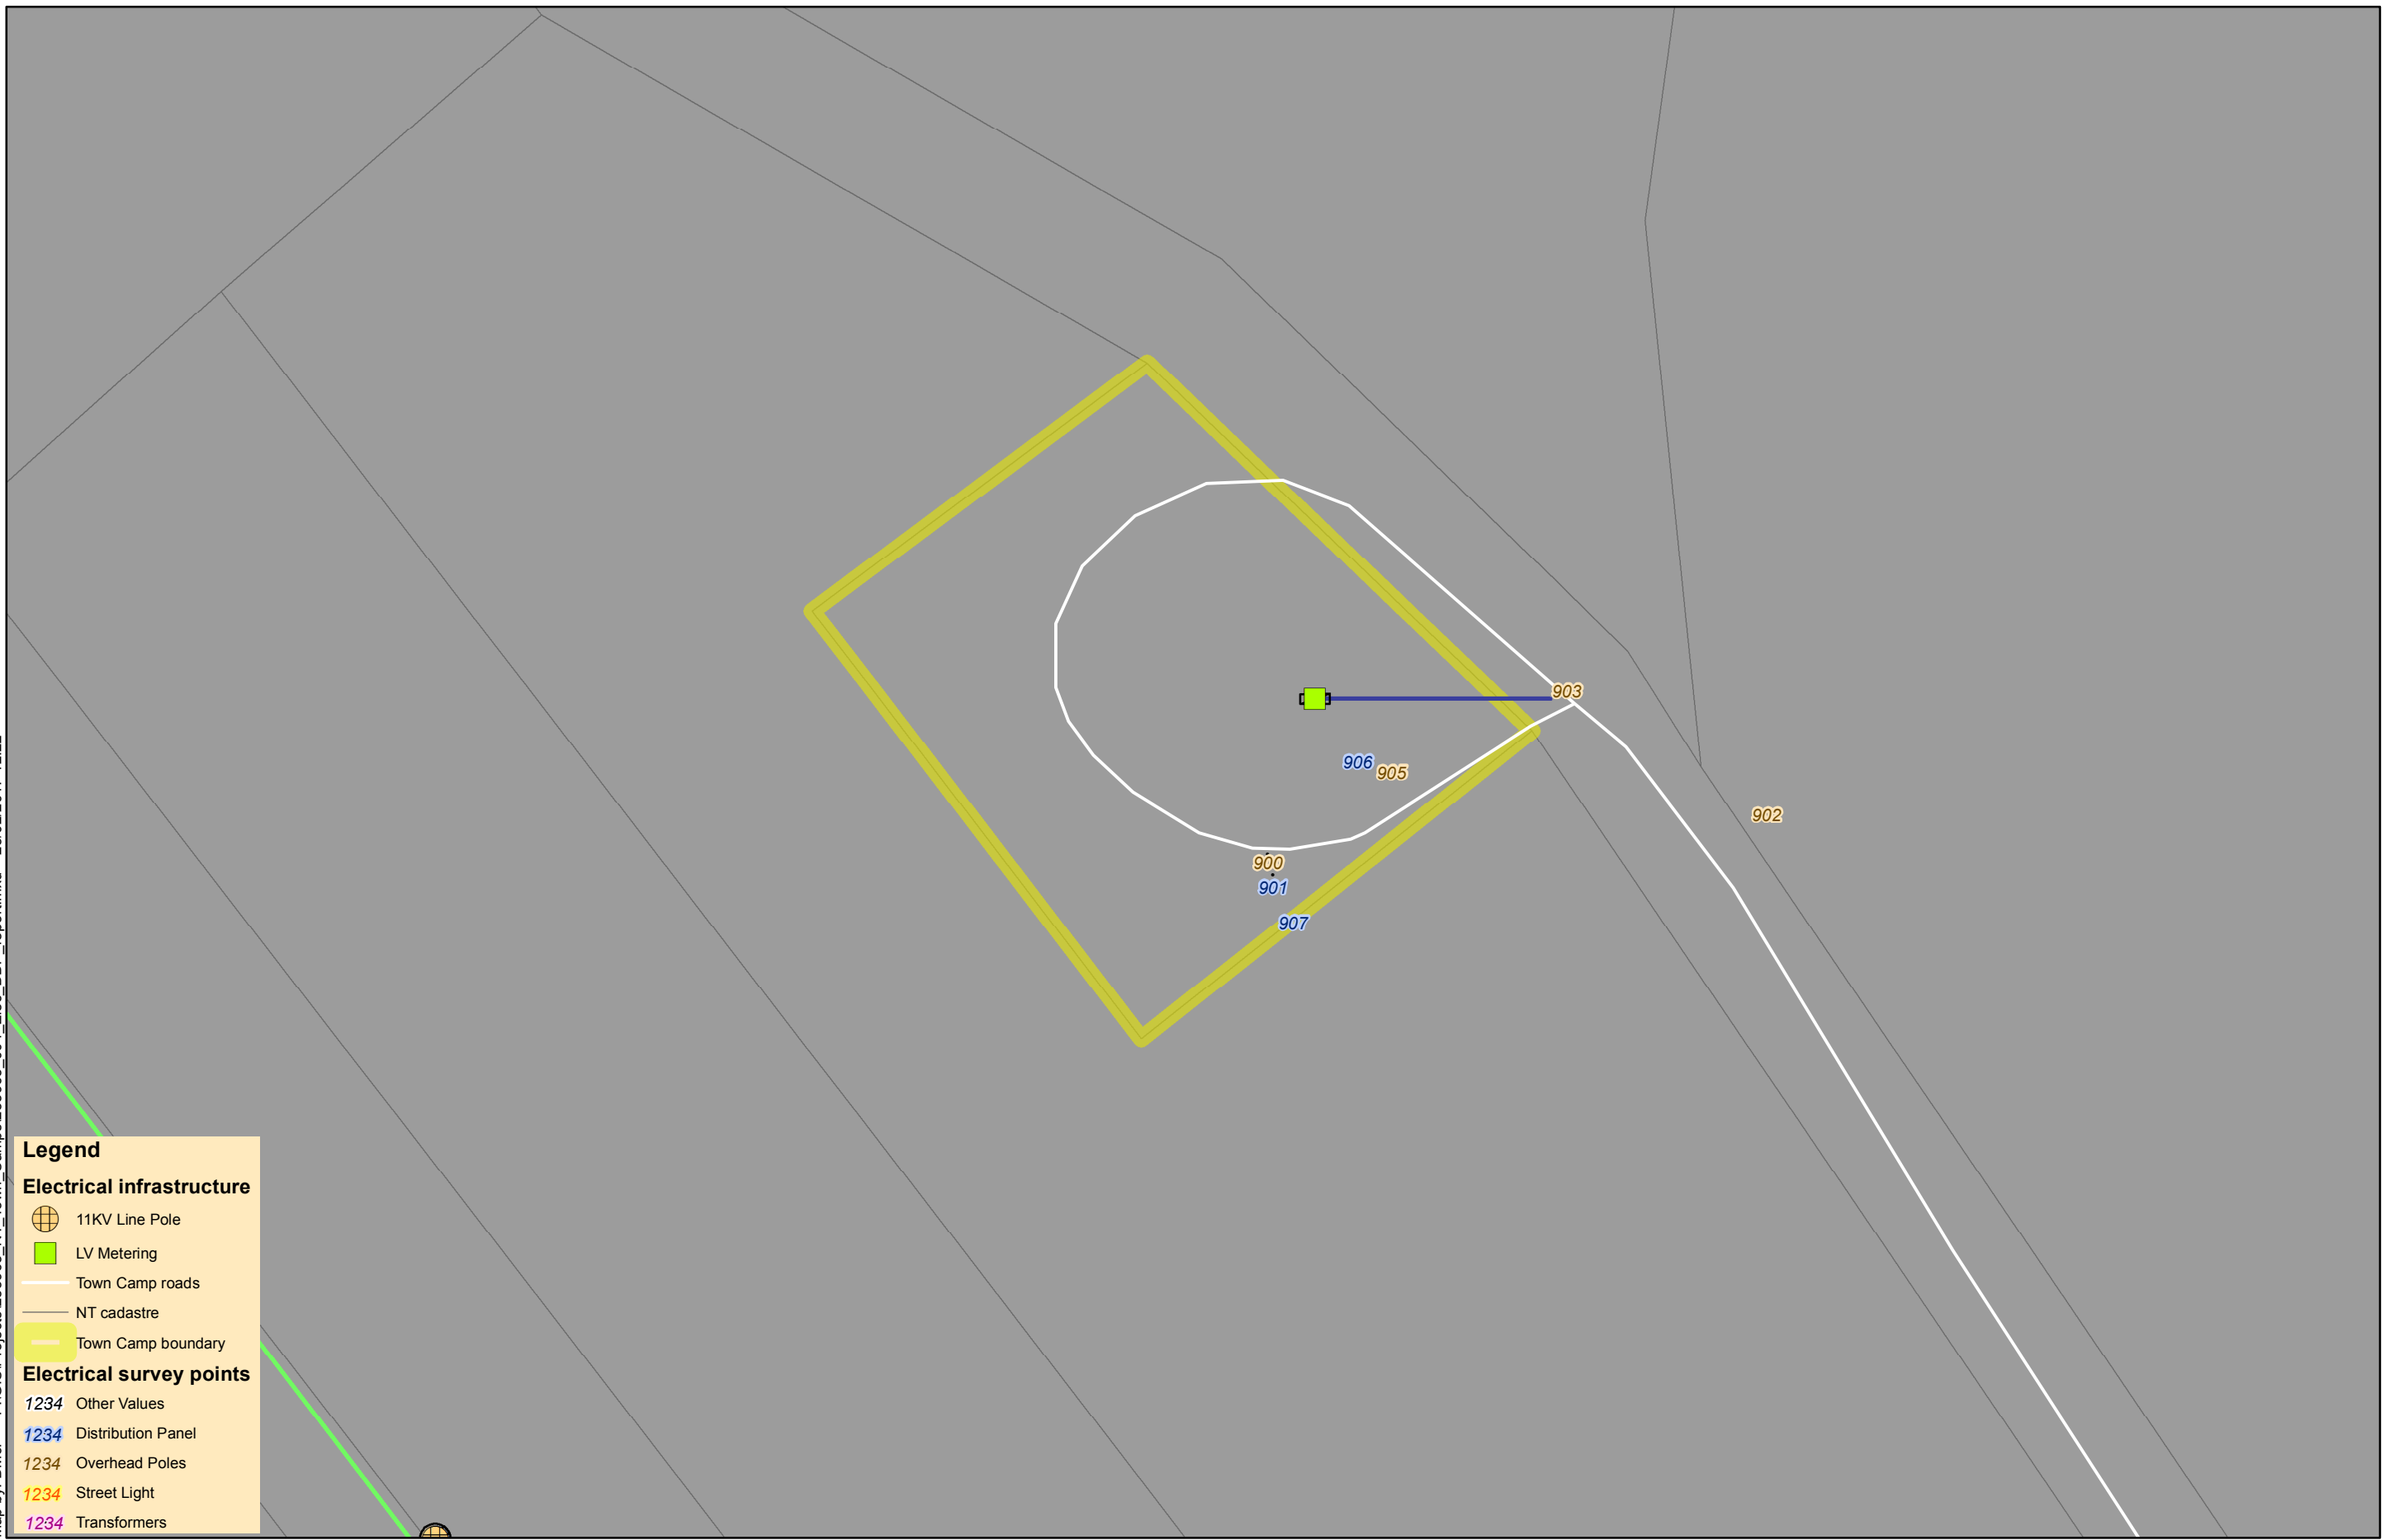 903
906
905
902
900
901
907
Legend
Electrical infrastructure
11KV Line Pole
LV Metering
Town Camp roads
NT cadastre
Town Camp boundary
Electrical survey points
1234 Other Values
1234 Distribution Panel
1234 Overhead Poles
1234 Street Light
1234 Transformers